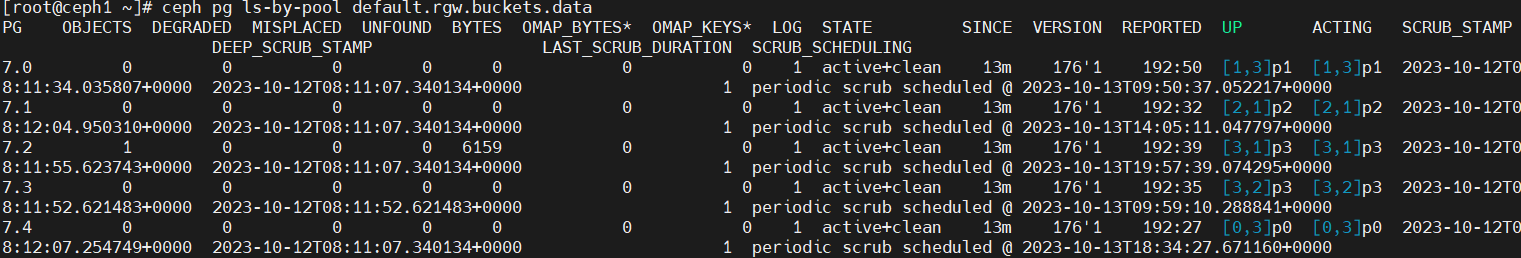 [root@ceph1 ~]# ceph pg ls-by-pool default.rgw.buckets.data
PG OBJECTS DEGRADED MISPLACED UNFOUND BYTES OMAP_BYTES* OMAP_KEYS* LOG STATE SINCE VERSION REPORTED UP ACTING SCRUB_STAMP
DEEP_SCRUB_STAMP LAST_SCRUB_DURATION SCRUB_SCHEDULING
7.0 0 0 0 0 0 0 0 1 active+clean 13m 176'1 192:50 [1,3]p1 [1,3]p1 2023-10-12T0
8:11:34.035807+0000 2023-10-12T08:11:07.340134+0000 1 periodic scrub scheduled @ 2023-10-13T09:50:37.052217+0000
7.1 0 0 0 0 0 0 0 1 active+clean 13m 176'1 192:32 [2,1]p2 [2,1]p2 2023-10-12T0
8:12:04.950310+0000 2023-10-12T08:11:07.340134+0000 1 periodic scrub scheduled @ 2023-10-13T14:05:11.047797+0000
7.2 1 0 0 0 6159 0 0 1 active+clean 13m 176'1 192:39 [3,1]p3 [3,1]p3 2023-10-12T0
8:11:55.623743+0000 2023-10-12T08:11:07.340134+0000 1 periodic scrub scheduled @ 2023-10-13T19:57:39.074295+0000
7.3 0 0 0 0 0 0 0 1 active+clean 13m 176'1 192:35 [3,2]p3 [3,2]p3 2023-10-12T0
8:11:52.621483+0000 2023-10-12T08:11:52.621483+0000 1 periodic scrub scheduled @ 2023-10-13T09:59:10.288841+0000
7.4 0 0 0 0 0 0 0 1 active+clean 13m 176'1 192:27 [0,3]p0 [0,3]p0 2023-10-12T0
8:12:07.254749+0000 2023-10-12T08:11:07.340134+0000 1 periodic scrub scheduled @ 2023-10-13T18:34:27.671160+0000